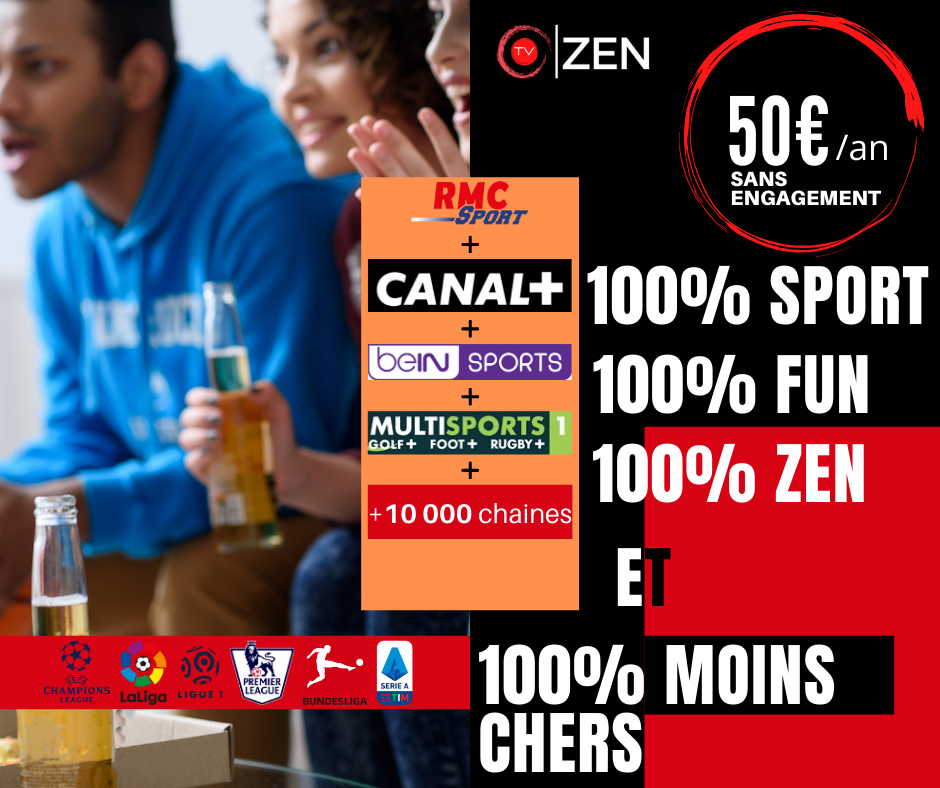 TV ZEN
50€/an
SANS
ENGAGEMENT
RMC
SPORT
+
CANAL+
+
beIN SPORTS
+
MULTISPORTS 1
GOLF+ FOOT+ RUGBY+
+
+10 000 chaines
100% SPORT
100% FUN
100% ZEN
ET
100% MOINS
CHERS
CHAMPIONS
LEAGUE
LaLiga
LIGUE 1
PREMIER
LEAGUE
BUNDESLIGA
SERIE A
TIM